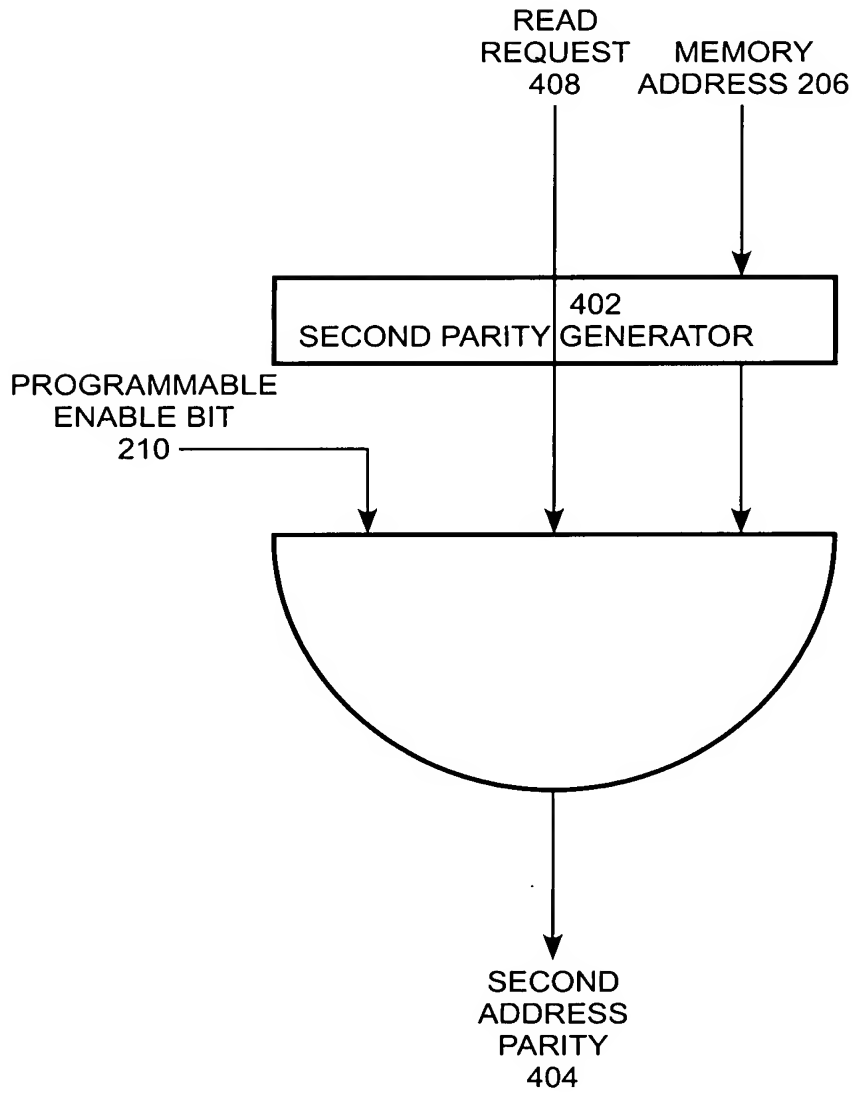 READ
REQUEST
408
MEMORY
ADDRESS 206
402
SECOND PARITY GENERATOR
PROGRAMMABLE
ENABLE BIT
210
SECOND
ADDRESS
PARITY
404